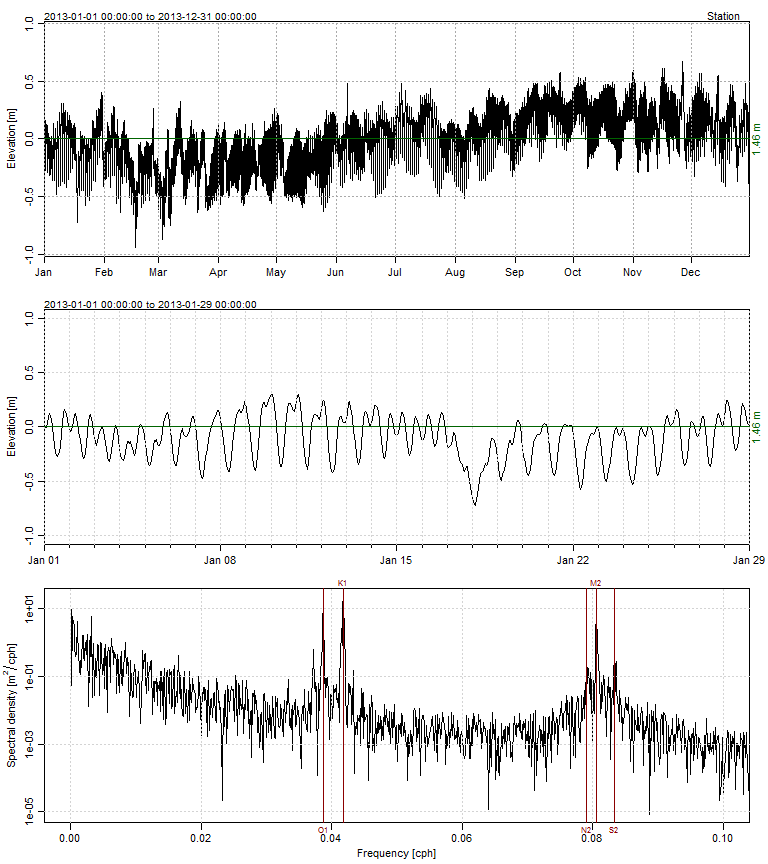 2013-01-01 00:00:00 to 2013-12-31 00:00:00 Station
1.0
0.5
0.0
-0.5
-1.0
Elevation [m]
1.46 m
Jan Feb Mar Apr May Jun Jul Aug Sep Oct Nov Dec
2013-01-01 00:00:00 to 2013-01-29 00:00:00
1.0
0.5
0.0
-0.5
-1.0
Elevation [m]
1.46 m
Jan 01 Jan 08 Jan 15 Jan 22 Jan 29
K1 M2
1e+01
1e-01
1e-03
1e-05
Spectral density [m²/cph]
O1 N2 S2
0.00 0.02 0.04 0.06 0.08 0.10
Frequency [cph]